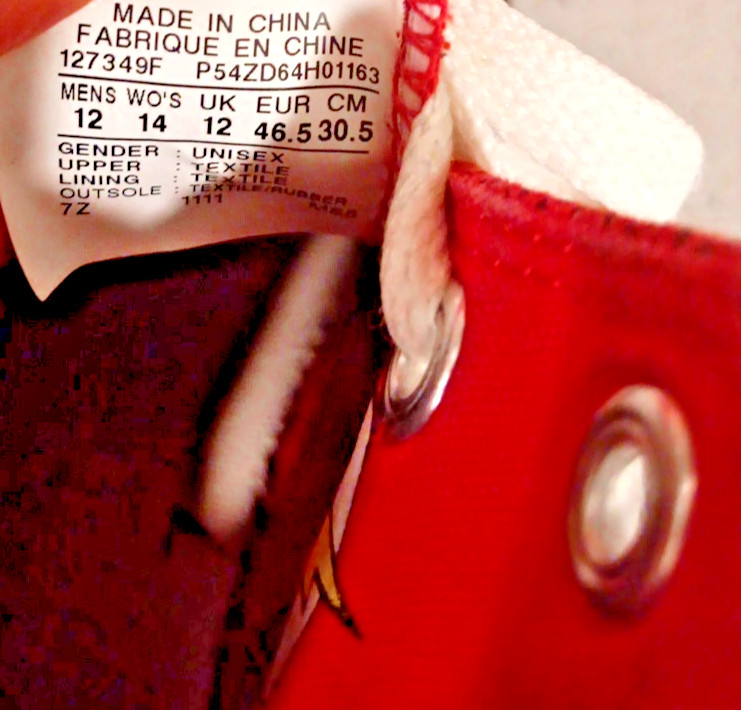 MADE IN CHINA
FABRIQUE EN CHINE
127349F P54ZD64H01163
MENS WO'S UK EUR CM
12 14 12 46.5 30.5
GENDER : UNISEX
UPPER : TEXTILE
LINING : TEXTILE
OUTSOLE : TEXTILE/RUBBER
7Z 1111